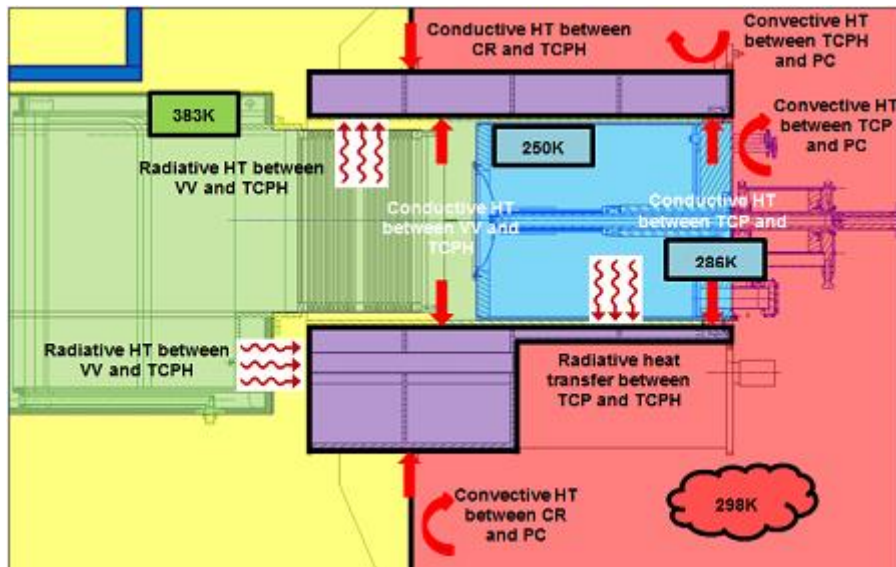 Conductive HT between
CR and TCPH
Convective HT
between TCPH
and PC
383K
250K
Convective HT
between TCP
and PC
Radiative HT between
VV and TCPH
Conductive HT
between VV and
TCPH
Conductive HT
between TCP and
286K
Radiative HT between
VV and TCPH
Radiative heat
transfer between
TCP and TCPH
Convective HT
between CR
and PC
298K